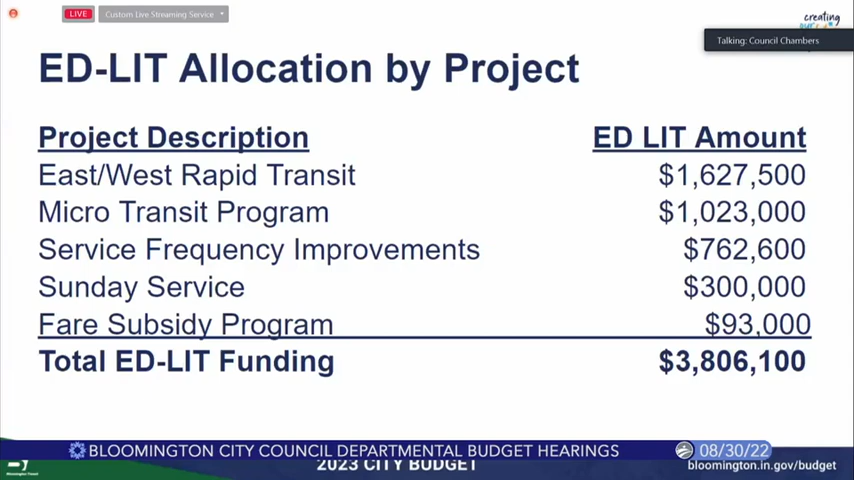 LIVE
Custom Live Streaming Service
creating
Talking: Council Chambers
ED-LIT Allocation by Project
Project Description ED LIT Amount
East/West Rapid Transit $1,627,500
Micro Transit Program $1,023,000
Service Frequency Improvements $762,600
Sunday Service $300,000
Fare Subsidy Program $93,000
Total ED-LIT Funding $3,806,100
BLOOMINGTON CITY COUNCIL DEPARTMENTAL BUDGET HEARINGS 08/30/22
2023 CITY BUDGET
bloomington.in.gov/budget
Bloomington Transit